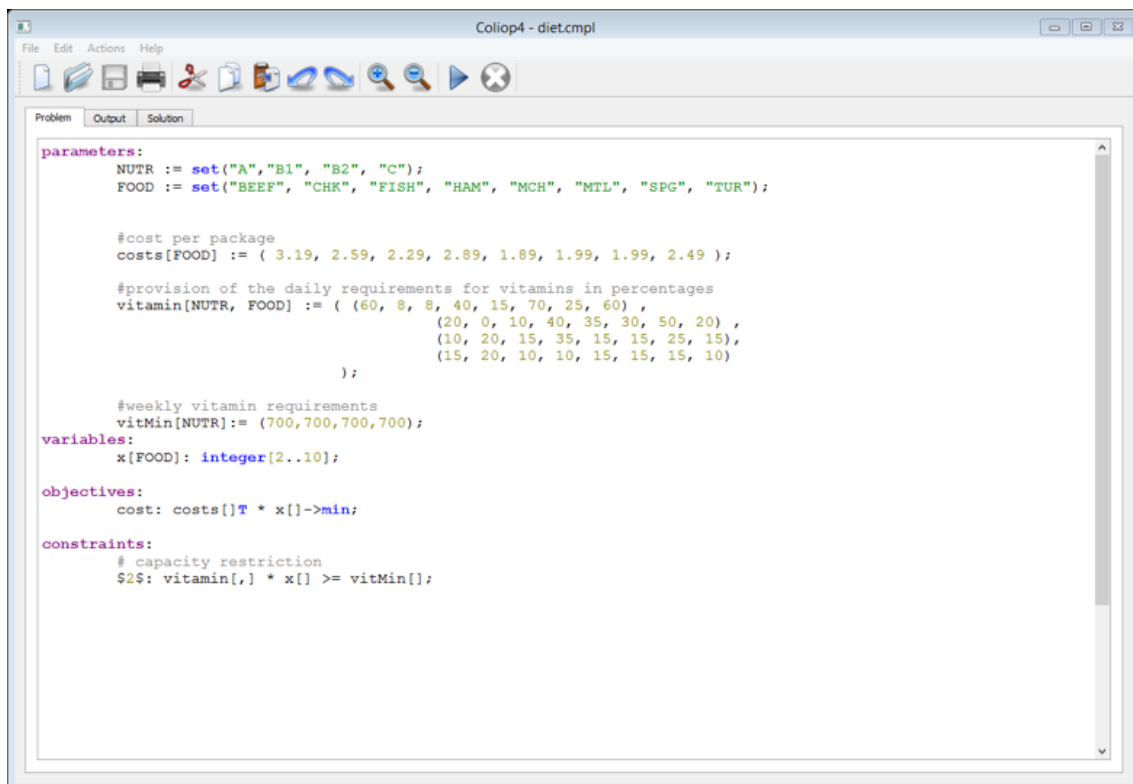 Coliop4 - diet.cmpl
File Edit Actions Help
Problem Output Solution
parameters:
NUTR := set("A","B1", "B2", "C");
FOOD := set("BEEF", "CHK", "FISH", "HAM", "MCH", "MTL", "SPG", "TUR");
#cost per package
costs[FOOD] := ( 3.19, 2.59, 2.29, 2.89, 1.89, 1.99, 1.99, 2.49 );
#provision of the daily requirements for vitamins in percentages
vitamin[NUTR, FOOD] := ( (60, 8, 8, 40, 15, 70, 25, 60) ,
(20, 0, 10, 40, 35, 30, 50, 20) ,
(10, 20, 15, 35, 15, 15, 25, 15),
(15, 20, 10, 10, 15, 15, 15, 10)
);
#weekly vitamin requirements
vitMin[NUTR]:= (700,700,700,700);
variables:
x[FOOD]: integer[2..10];
objectives:
cost: costs[]T * x[]->min;
constraints:
# capacity restriction
$2$: vitamin[,] * x[] >= vitMin[];